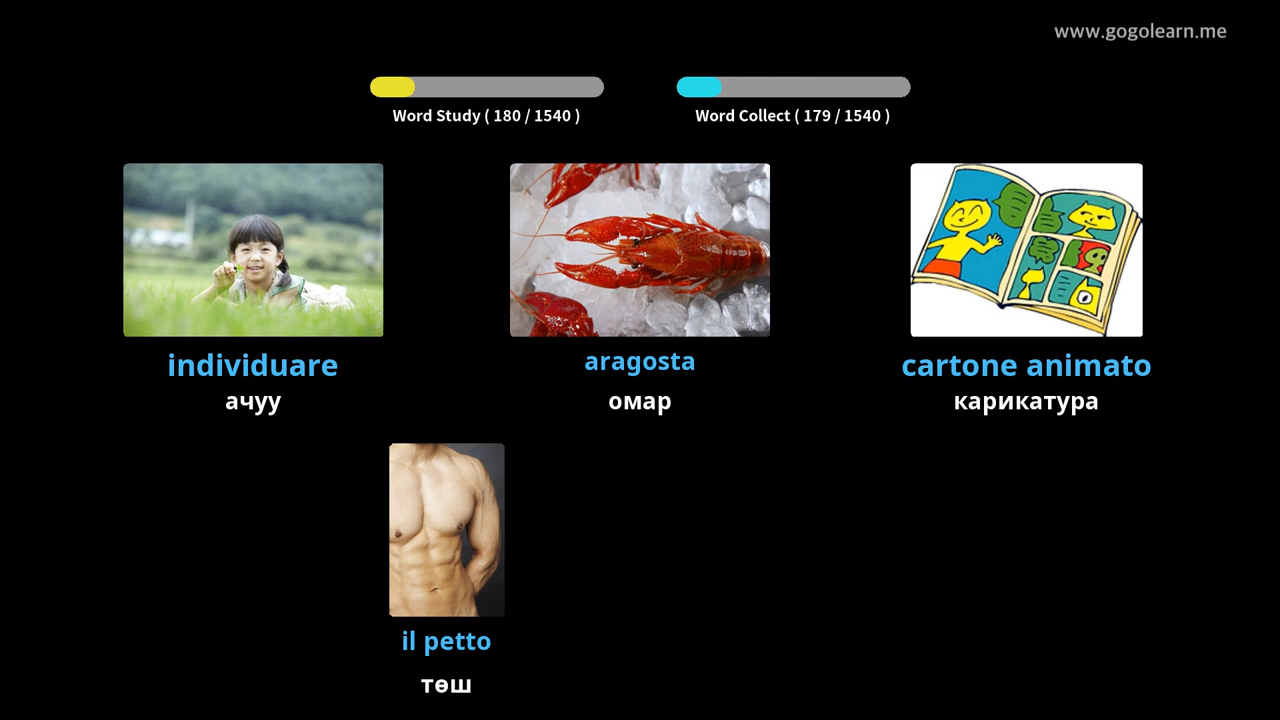 www.gogolearn.me
Word Study ( 180 / 1540 )
Word Collect ( 179 / 1540 )
individuare
ачуу
aragosta
омар
cartone animato
карикатура
il petto
төш